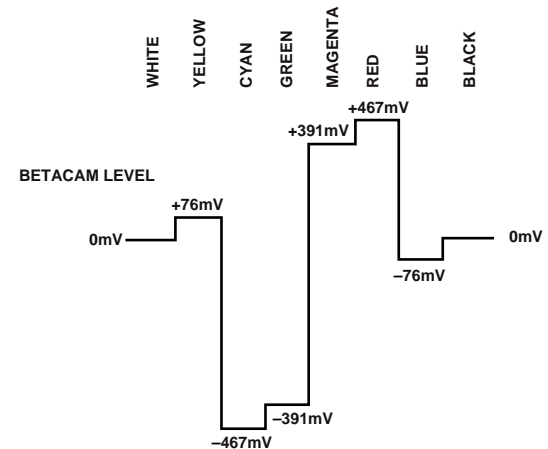 WHITE
YELLOW
CYAN
GREEN
MAGENTA
RED
BLUE
BLACK
+467mV
+391mV
BETACAM LEVEL
+76mV
0mV
0mV
–76mV
–391mV
–467mV